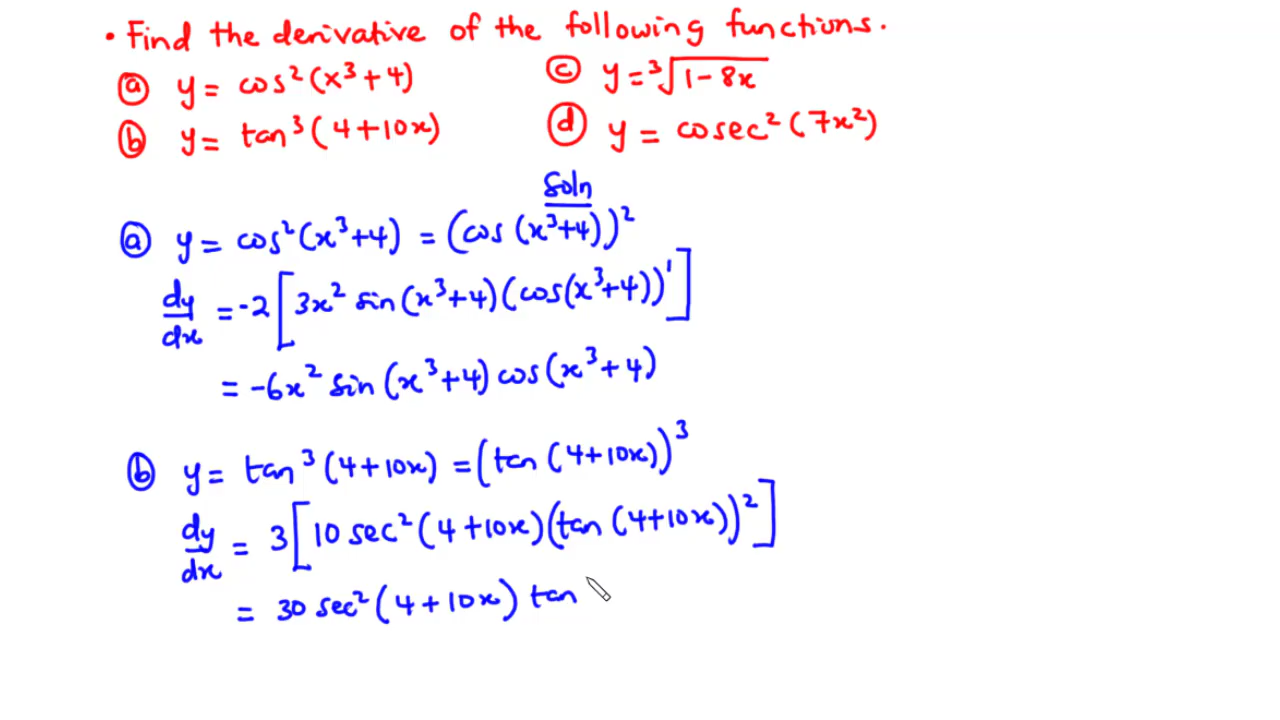 • Find the derivative of the following functions.
ⓐ y = cos²(x³+4) ⓒ y = ³√(1-8x)
ⓑ y = tan³(4+10x) ⓓ y = cosec²(7x²)
Soln
ⓐ y = cos²(x³+4) = (cos(x³+4))²
dy/dx = -2[3x² sin(x³+4)(cos(x³+4))¹]
= -6x² sin(x³+4) cos(x³+4)
ⓑ y = tan³(4+10x) = (tan(4+10x))³
dy/dx = 3[10 sec²(4+10x)(tan(4+10x))²]
= 30 sec²(4+10x) tan